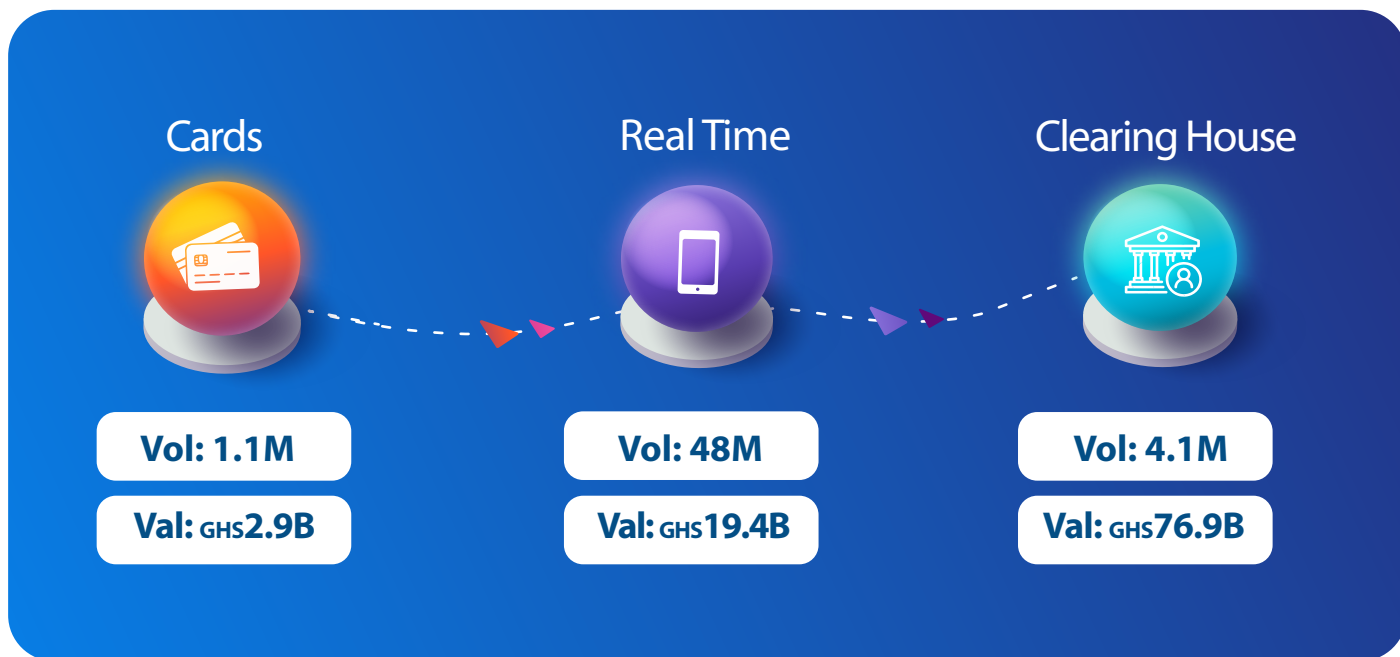 Cards
Real Time
Clearing House
Vol: 1.1M
Vol: 48M
Vol: 4.1M
Val: GHS2.9B
Val: GHS19.4B
Val: GHS76.9B